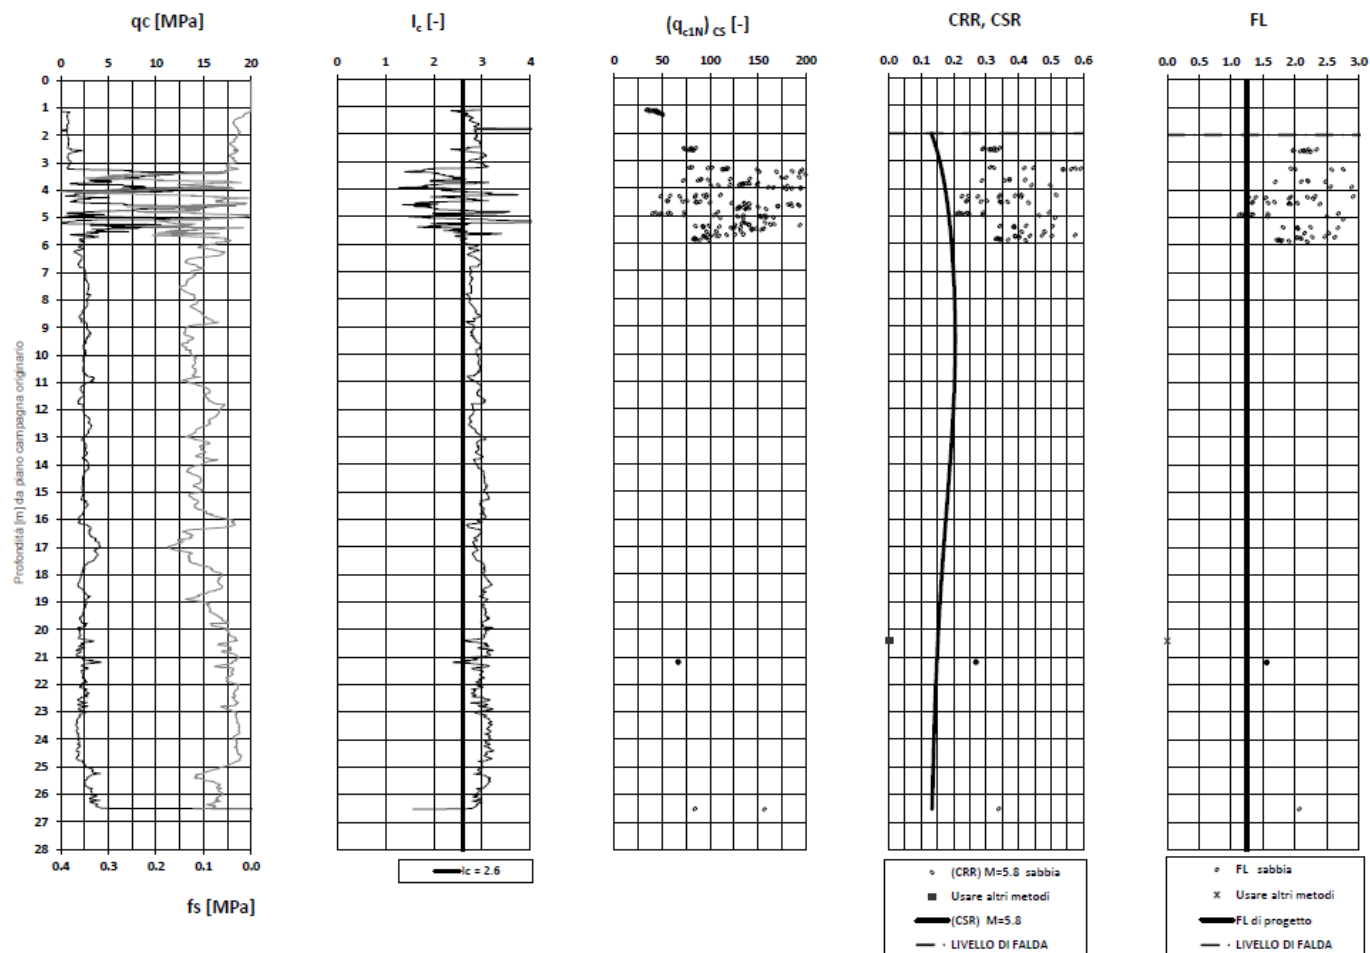 qc [MPa]
0 5 10 15 20
I_c [-]
0 1 2 3 4
(q_c1N)_CS [-]
0 50 100 150 200
CRR, CSR
0.0 0.1 0.2 0.3 0.4 0.5 0.6
FL
0.0 0.5 1.0 1.5 2.0 2.5 3.0
Profondità [m] da piano campagna originario
0
1
2
3
4
5
6
7
8
9
10
11
12
13
14
15
16
17
18
19
20
21
22
23
24
25
26
27
28
0.4 0.3 0.2 0.1 0.0
fs [MPa]
Ic = 2.6
(CRR) M=5.8 sabbia
Usare altri metodi
(CSR) M=5.8
LIVELLO DI FALDA
FL sabbia
Usare altri metodi
FL di progetto
LIVELLO DI FALDA